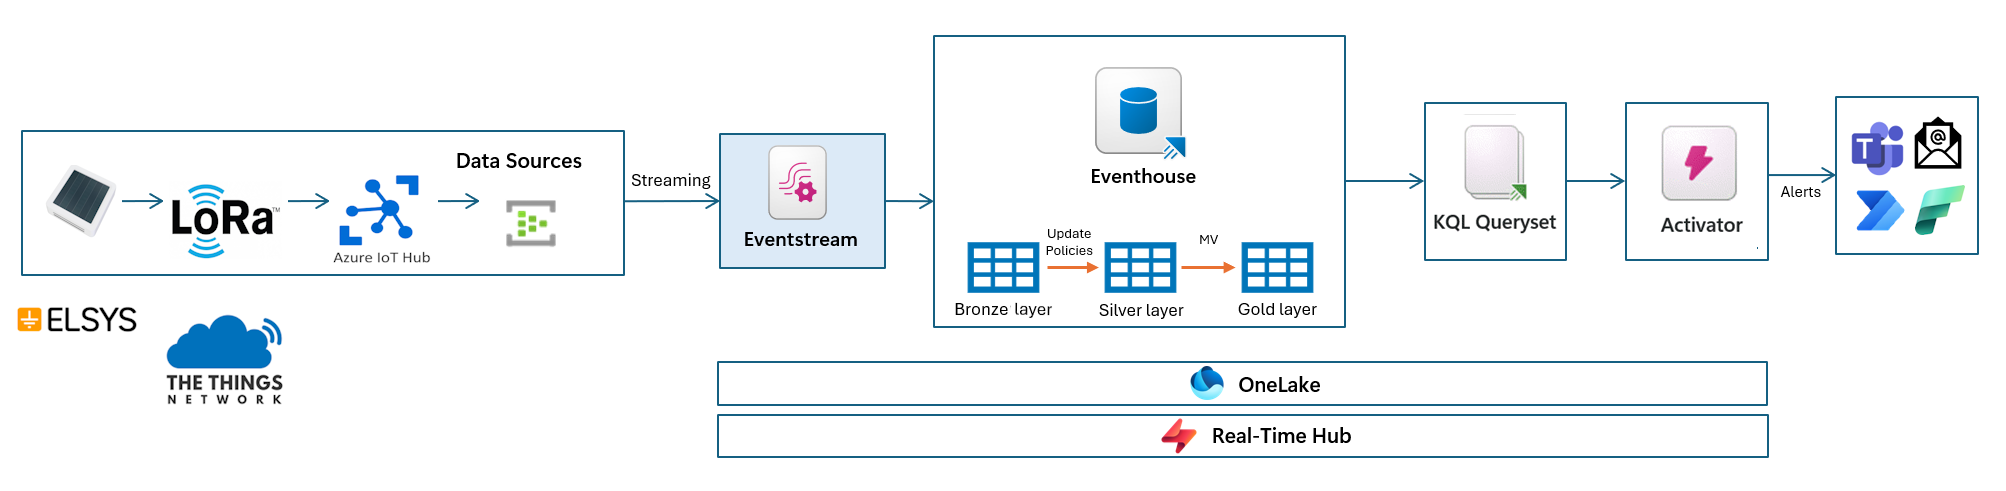 Data Sources
LoRa™
Azure IoT Hub
Streaming
Eventstream
Eventhouse
Update
Policies
MV
Bronze layer
Silver layer
Gold layer
KQL Queryset
Activator
Alerts
T
@
ELSYS
THE THINGS
NETWORK
OneLake
Real-Time Hub